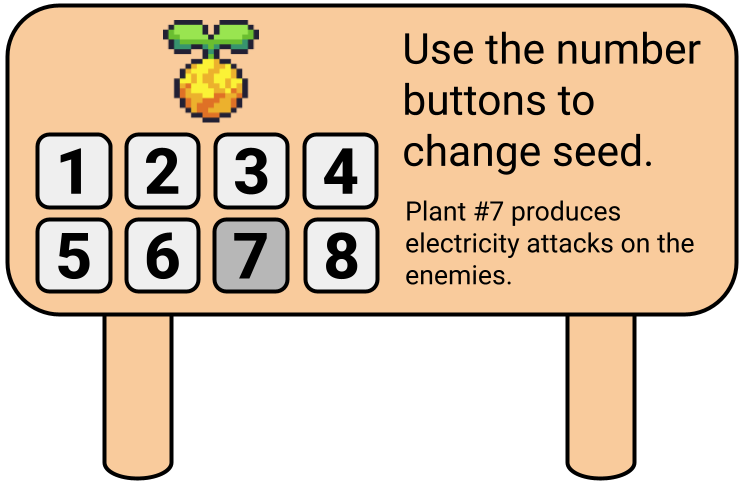 Use the number
buttons to
change seed.
1 2 3 4
5 6 7 8
Plant #7 produces
electricity attacks on the
enemies.